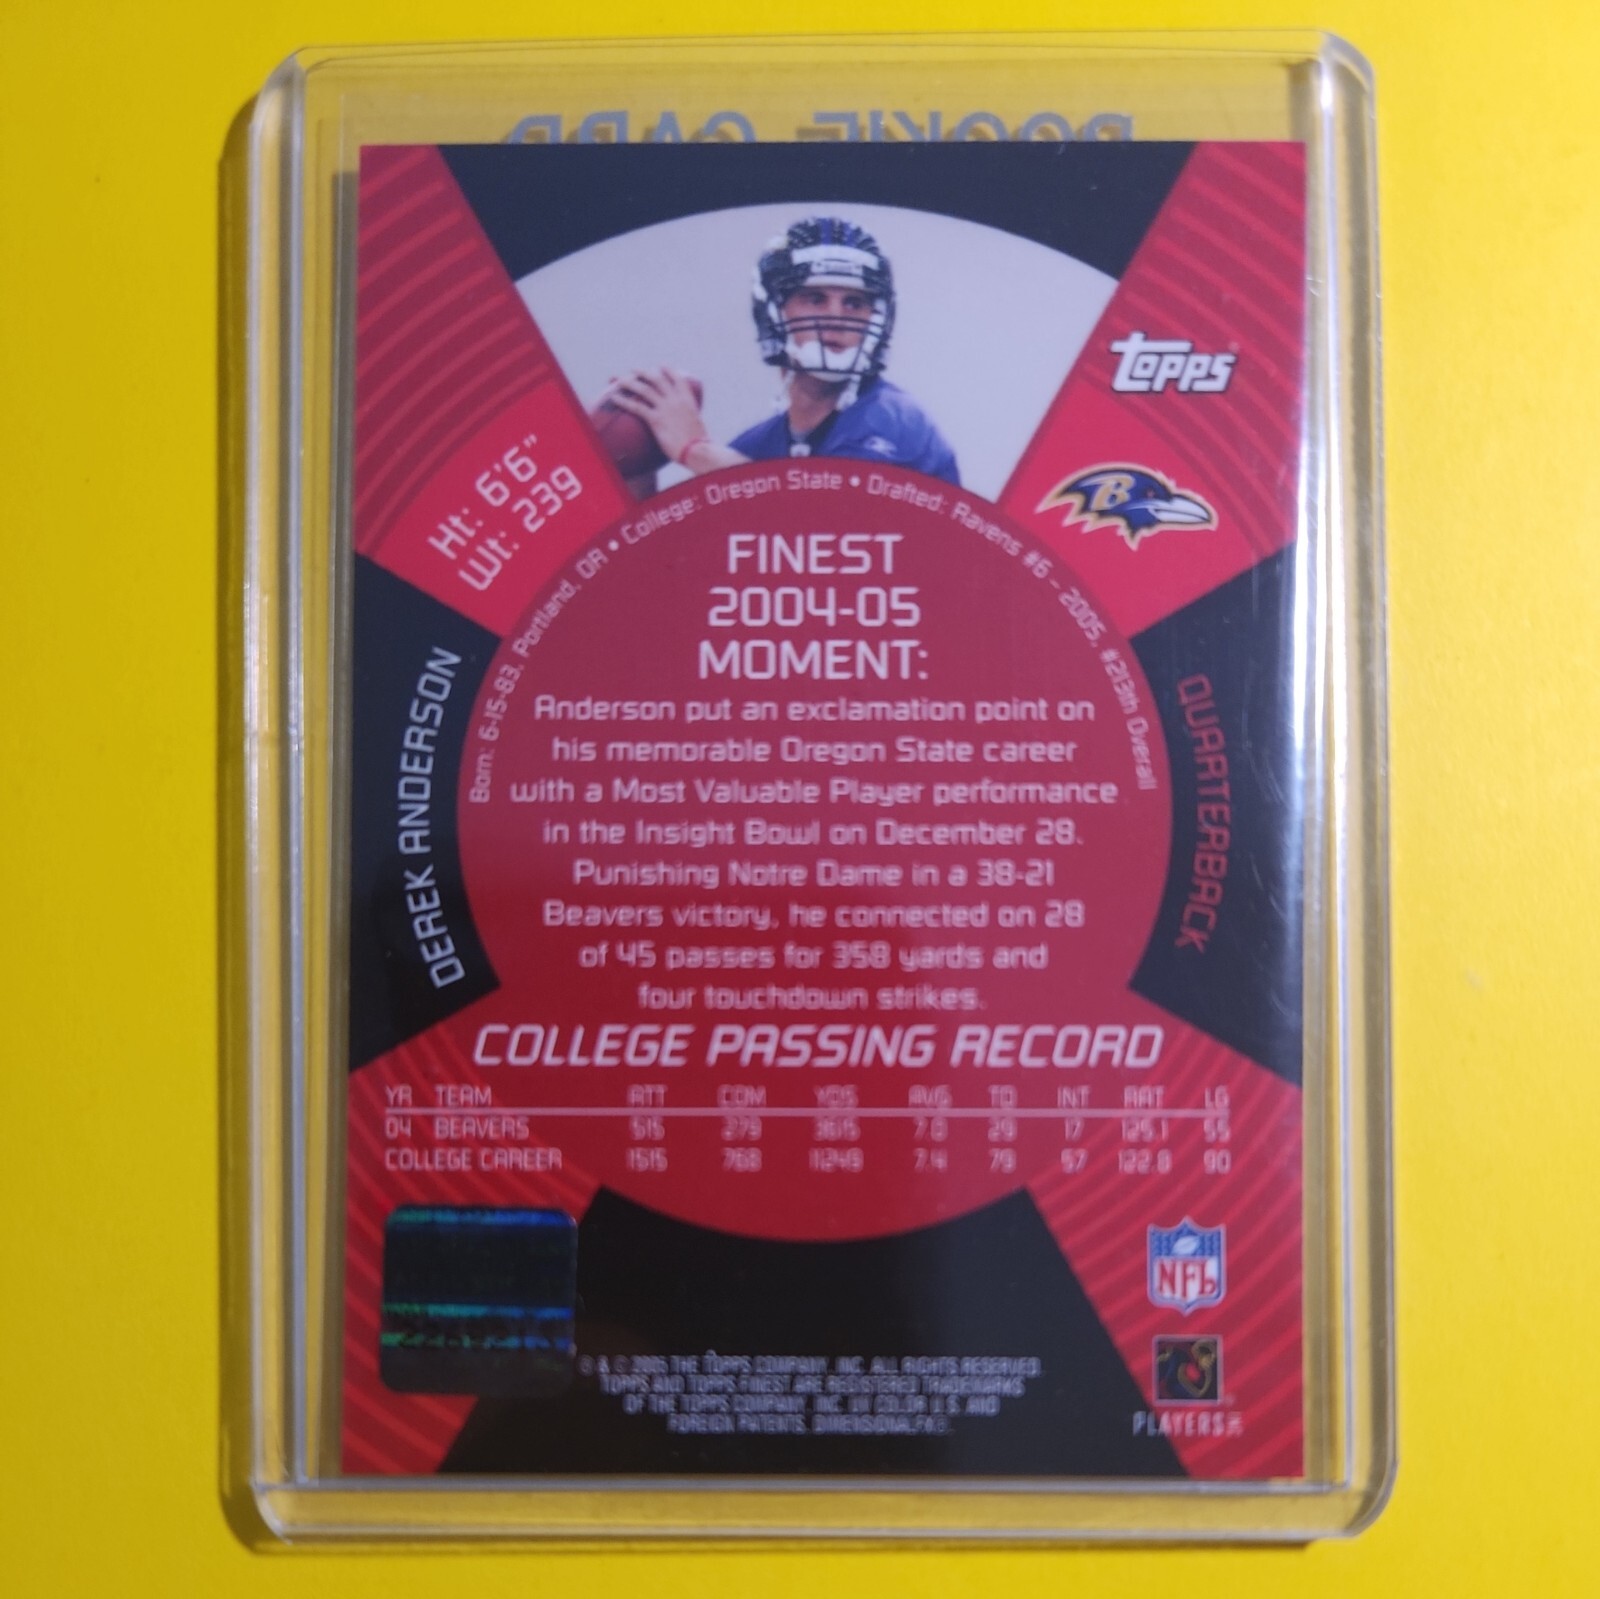 ROOKIE CARD
TOPPS
Ht: 6'6"
Wt: 239
B
Born: 6-15-83, Portland, OR • College: Oregon State • Drafted: Ravens #6 - 2005, #213th Overall
DEREK ANDERSON
QUARTERBACK
FINEST
2004-05
MOMENT:
Anderson put an exclamation point on
his memorable Oregon State career
with a Most Valuable Player performance
in the Insight Bowl on December 28.
Punishing Notre Dame in a 38-21
Beavers victory, he connected on 28
of 45 passes for 358 yards and
four touchdown strikes.
COLLEGE PASSING RECORD
YR TEAM ATT COM YDS AVG TD INT RAT LG
04 BEAVERS 515 279 3615 7.0 29 17 125.1 55
COLLEGE CAREER 1515 768 11249 7.4 79 57 122.8 90
NFL
® & © 2005 THE TOPPS COMPANY, INC. ALL RIGHTS RESERVED.
TOPPS AND TOPPS FINEST ARE REGISTERED TRADEMARKS
OF THE TOPPS COMPANY, INC. UV COLOR U.S. AND
FOREIGN PATENTS. DIMENSIONAL
PLAYERS INC